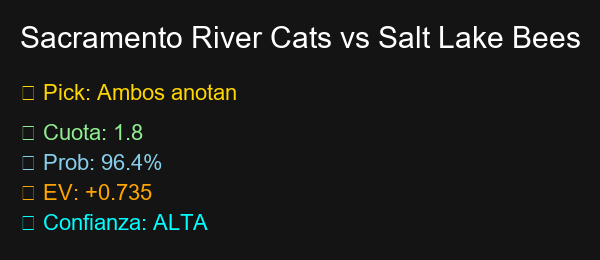 Sacramento River Cats vs Salt Lake Bees
Pick: Ambos anotan
Cuota: 1.8
Prob: 96.4%
EV: +0.735
Confianza: ALTA